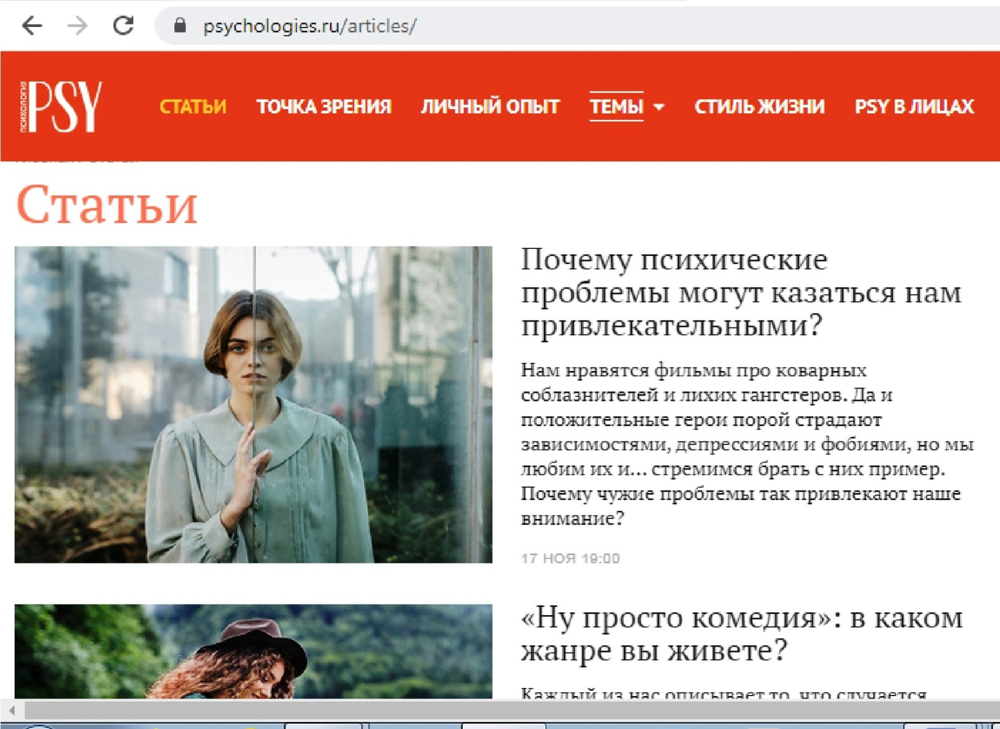 psychologies.ru/articles/
психология
PSY
СТАТЬИ ТОЧКА ЗРЕНИЯ ЛИЧНЫЙ ОПЫТ ТЕМЫ СТИЛЬ ЖИЗНИ PSY В ЛИЦАХ
Статьи
Почему психические
проблемы могут казаться нам
привлекательными?
Нам нравятся фильмы про коварных
соблазнителей и лихих гангстеров. Да и
положительные герои порой страдают
зависимостями, депрессиями и фобиями, но мы
любим их и... стремимся брать с них пример.
Почему чужие проблемы так привлекают наше
внимание?
17 НОЯ 19:00
«Ну просто комедия»: в каком
жанре вы живете?
Каждый из нас описывает то, что случается